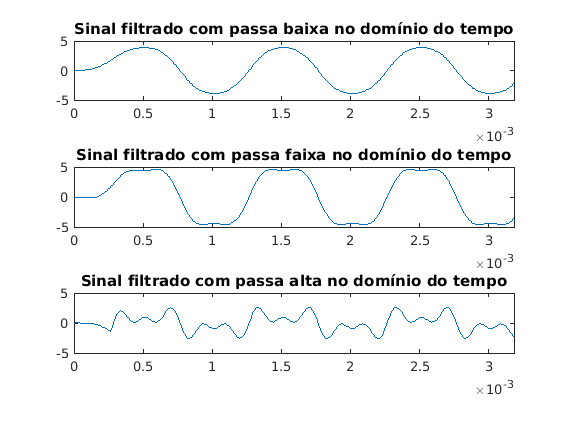 Sinal filtrado com passa baixa no domínio do tempo
5
0
-5
0 0.5 1 1.5 2 2.5 3
×10-3
Sinal filtrado com passa faixa no domínio do tempo
5
0
-5
0 0.5 1 1.5 2 2.5 3
×10-3
Sinal filtrado com passa alta no domínio do tempo
5
0
-5
0 0.5 1 1.5 2 2.5 3
×10-3